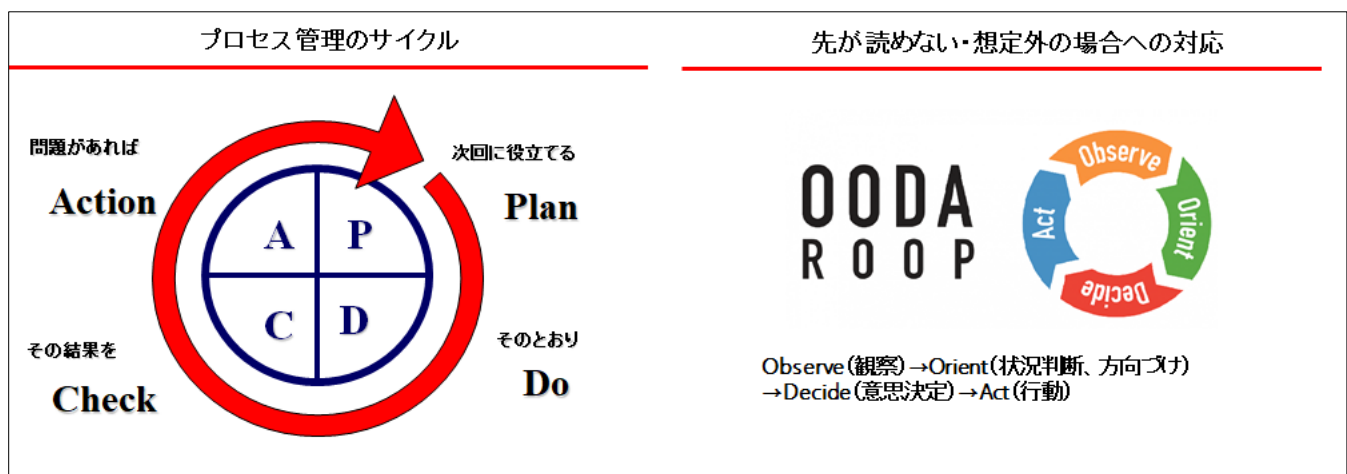 プロセス管理のサイクル
問題があれば
Action
次回に役立てる
Plan
A
P
C
D
その結果を
Check
そのとおり
Do
先が読めない・想定外の場合への対応
OODA
ROOP
Observe
Orient
Decide
Act
Observe(観察)→Orient(状況判断、方向づけ)
→Decide(意思決定)→Act(行動)